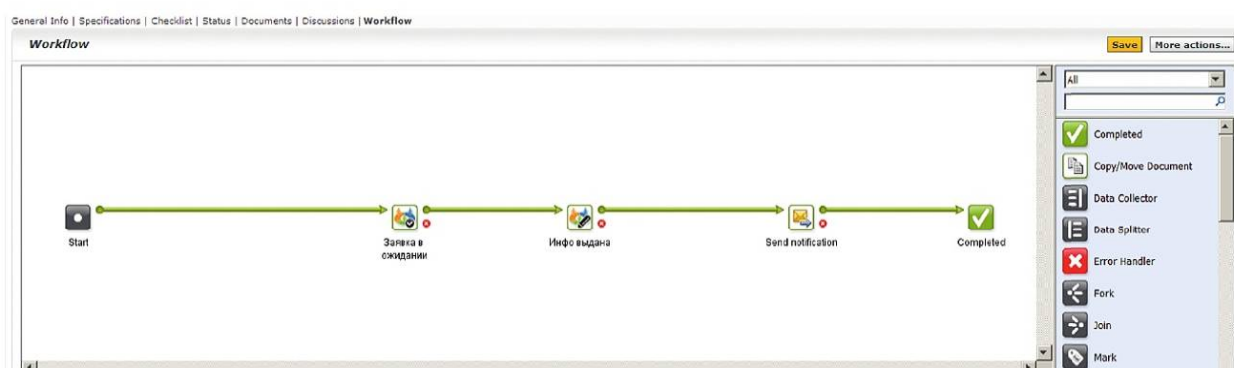 General Info | Specifications | Checklist | Status | Documents | Discussions | Workflow
Workflow
Save
More actions...
All
Completed
Copy/Move Document
Data Collector
Data Splitter
Error Handler
Fork
Join
Mark
Start
Заявка в
ожидании
Инфо выдана
Send notification
Completed